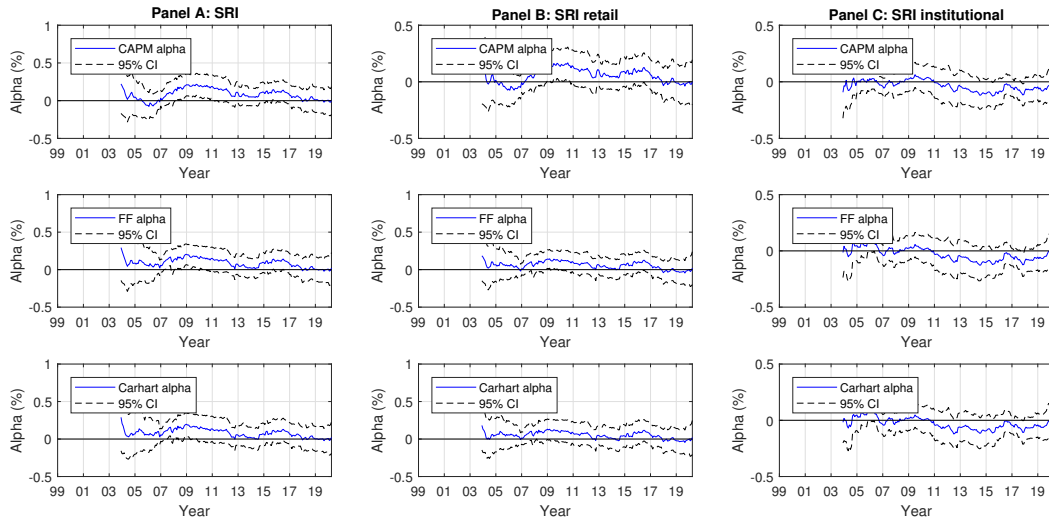 Panel A: SRI
Panel B: SRI retail
Panel C: SRI institutional
1
0.5
0
-0.5
Alpha (%)
CAPM alpha
95% CI
99 01 03 05 07 09 11 13 15 17 19
Year
0.5
0
-0.5
Alpha (%)
CAPM alpha
95% CI
99 01 03 05 07 09 11 13 15 17 19
Year
0.5
0
-0.5
Alpha (%)
CAPM alpha
95% CI
99 01 03 05 07 09 11 13 15 17 19
Year
1
0.5
0
-0.5
Alpha (%)
FF alpha
95% CI
99 01 03 05 07 09 11 13 15 17 19
Year
1
0.5
0
-0.5
Alpha (%)
FF alpha
95% CI
99 01 03 05 07 09 11 13 15 17 19
Year
0.5
0
-0.5
Alpha (%)
FF alpha
95% CI
99 01 03 05 07 09 11 13 15 17 19
Year
1
0.5
0
-0.5
Alpha (%)
Carhart alpha
95% CI
99 01 03 05 07 09 11 13 15 17 19
Year
1
0.5
0
-0.5
Alpha (%)
Carhart alpha
95% CI
99 01 03 05 07 09 11 13 15 17 19
Year
0.5
0
-0.5
Alpha (%)
Carhart alpha
95% CI
99 01 03 05 07 09 11 13 15 17 19
Year